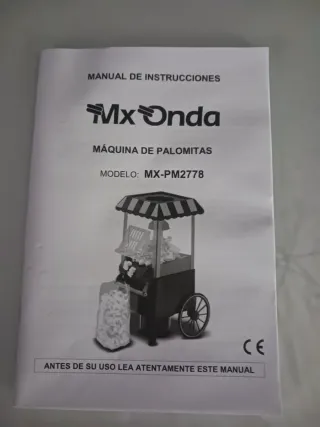 MANUAL DE INSTRUCCIONES
Mx Onda
MÁQUINA DE PALOMITAS
MODELO: MX-PM2778
CE
ANTES DE SU USO LEA ATENTAMENTE ESTE MANUAL